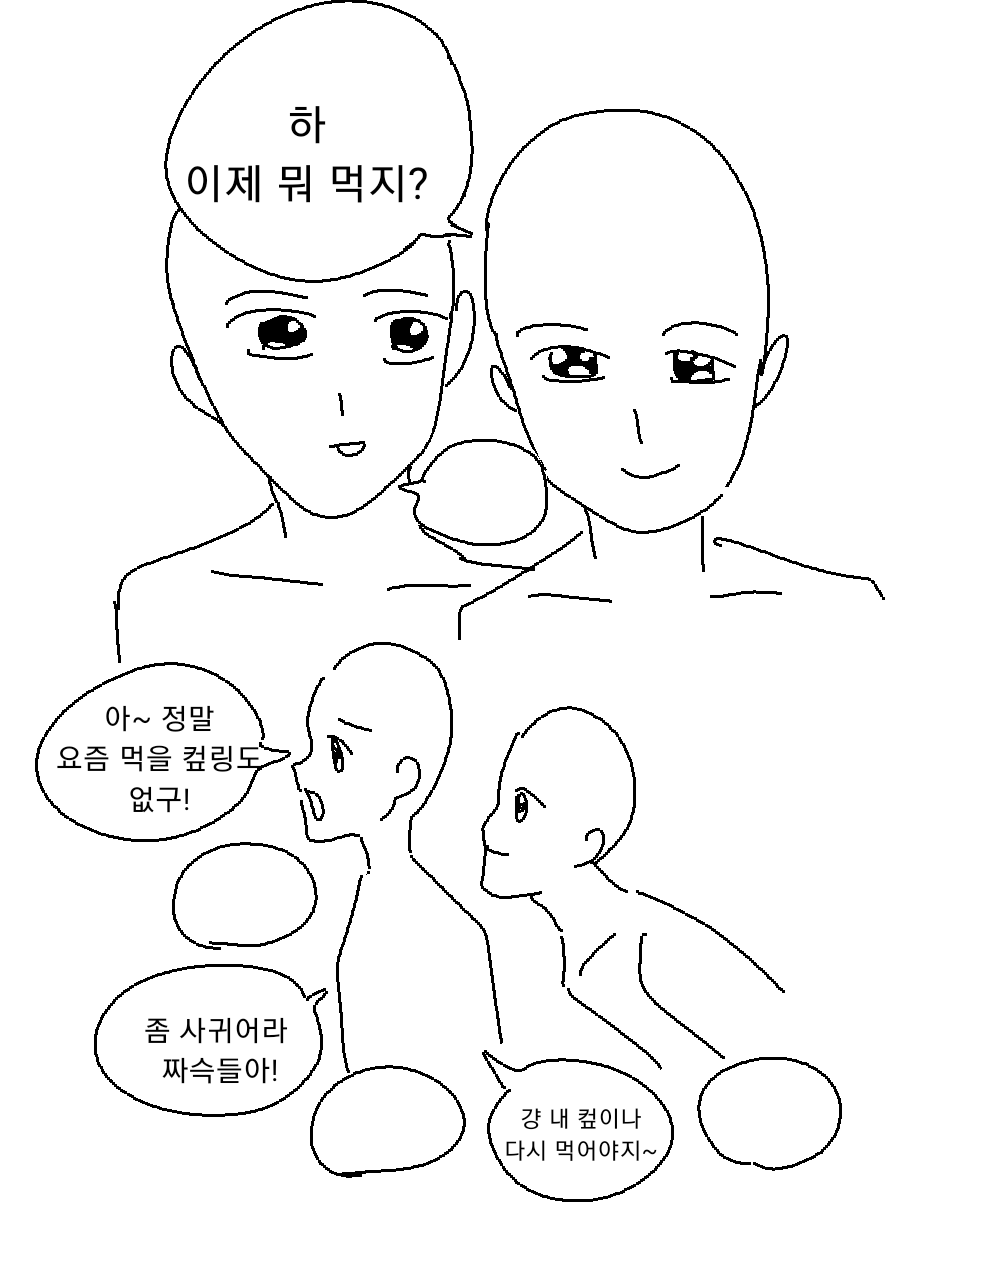 하
이제 뭐 먹지?
아~ 정말
요즘 먹을 컾링도
없구!
좀 사귀어라
짜슥들아!
걍 내 컾이나
다시 먹어야지~